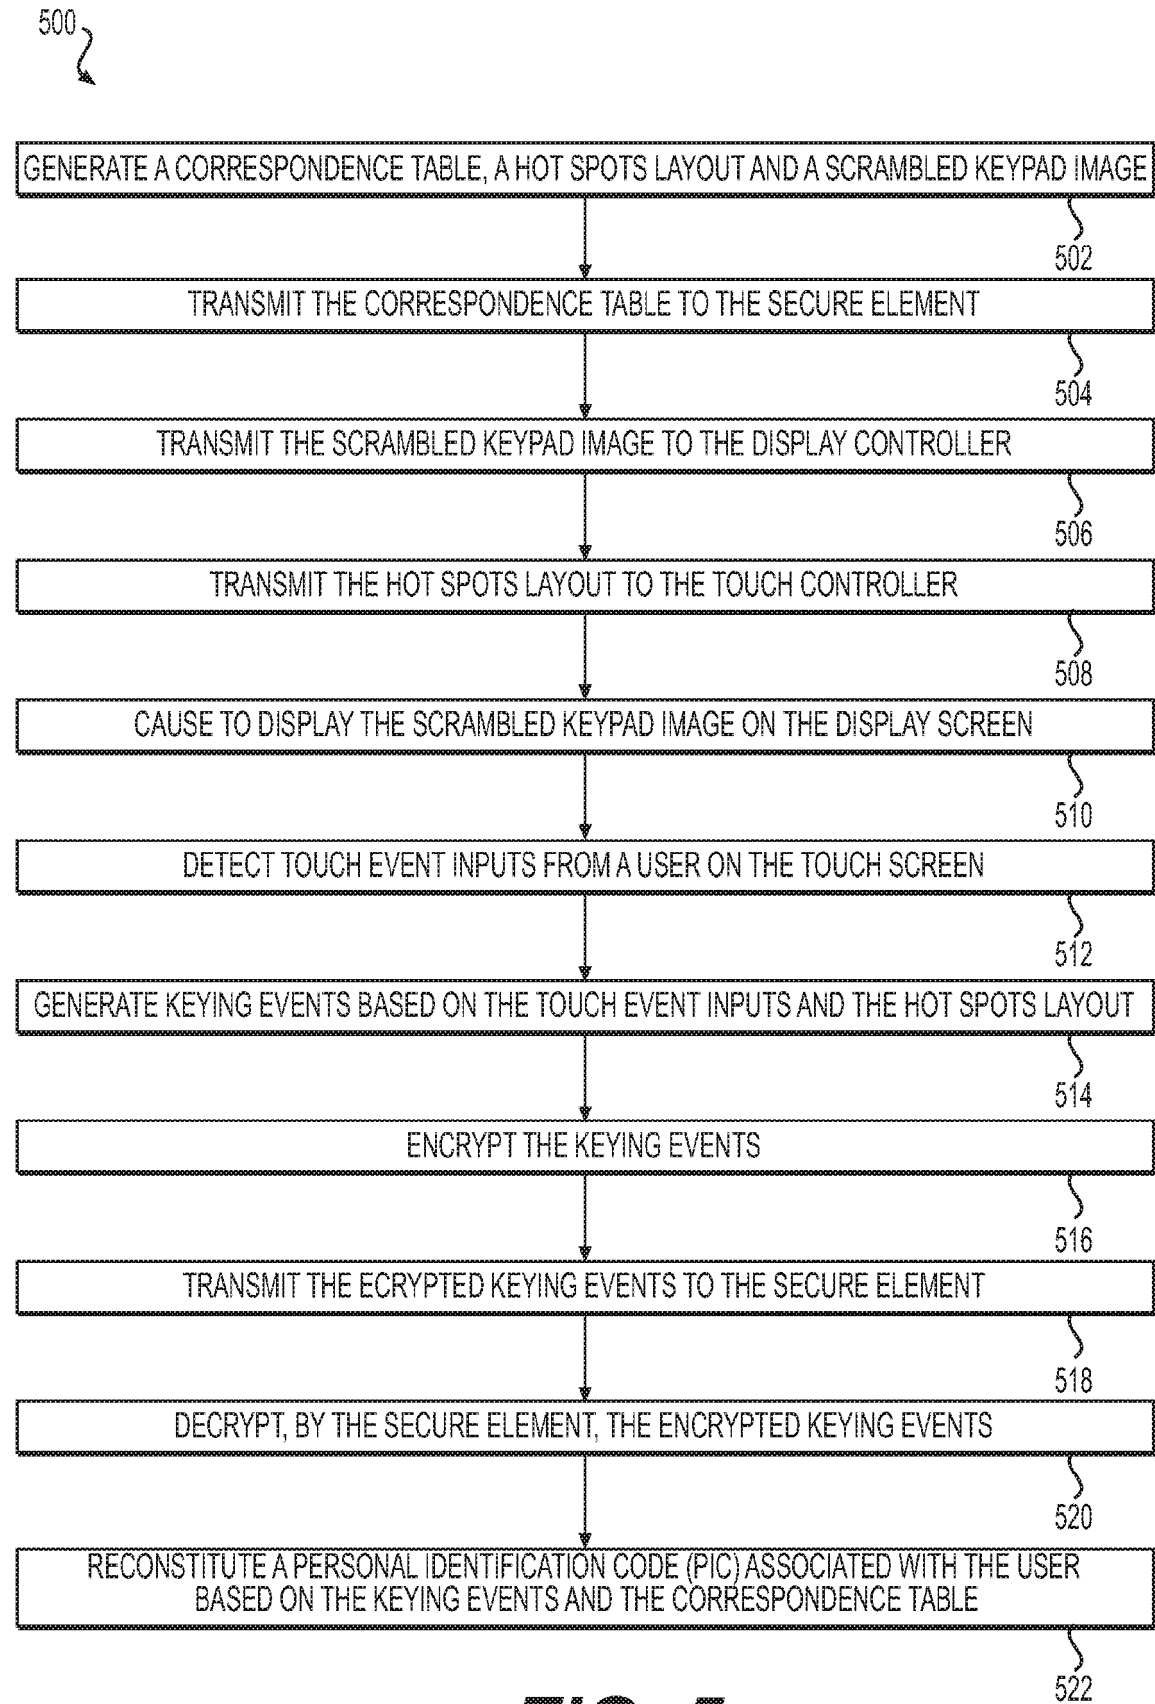 500
GENERATE A CORRESPONDENCE TABLE, A HOT SPOTS LAYOUT AND A SCRAMBLED KEYPAD IMAGE
502
TRANSMIT THE CORRESPONDENCE TABLE TO THE SECURE ELEMENT
504
TRANSMIT THE SCRAMBLED KEYPAD IMAGE TO THE DISPLAY CONTROLLER
506
TRANSMIT THE HOT SPOTS LAYOUT TO THE TOUCH CONTROLLER
508
CAUSE TO DISPLAY THE SCRAMBLED KEYPAD IMAGE ON THE DISPLAY SCREEN
510
DETECT TOUCH EVENT INPUTS FROM A USER ON THE TOUCH SCREEN
512
GENERATE KEYING EVENTS BASED ON THE TOUCH EVENT INPUTS AND THE HOT SPOTS LAYOUT
514
ENCRYPT THE KEYING EVENTS
516
TRANSMIT THE ECRYPTED KEYING EVENTS TO THE SECURE ELEMENT
518
DECRYPT, BY THE SECURE ELEMENT, THE ENCRYPTED KEYING EVENTS
520
RECONSTITUTE A PERSONAL IDENTIFICATION CODE (PIC) ASSOCIATED WITH THE USER
BASED ON THE KEYING EVENTS AND THE CORRESPONDENCE TABLE
522